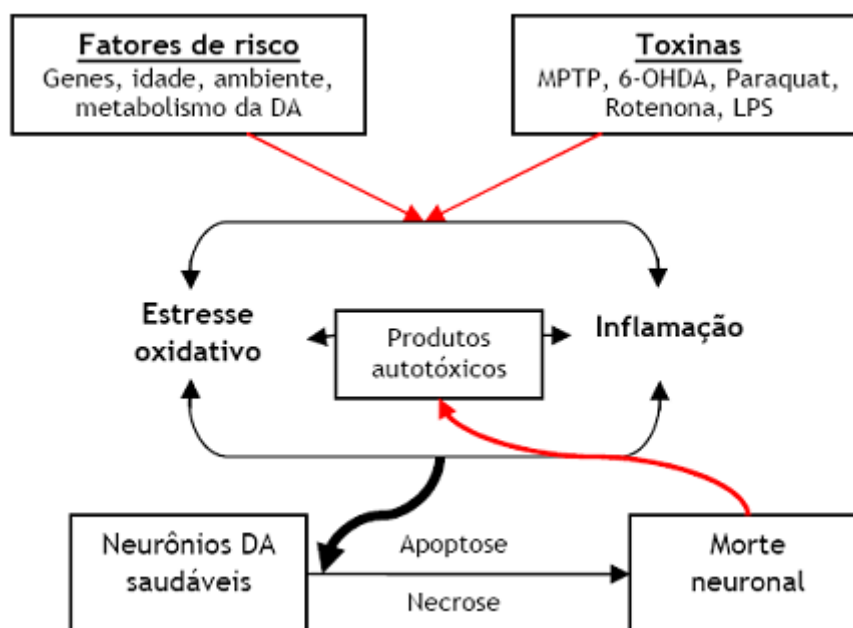 Fatores de risco
Genes, idade, ambiente,
metabolismo da DA
Toxinas
MPTP, 6-OHDA, Paraquat,
Rotenona, LPS
Estresse
oxidativo
Produtos
autotóxicos
Inflamação
Neurônios DA
saudáveis
Apoptose
Necrose
Morte
neuronal